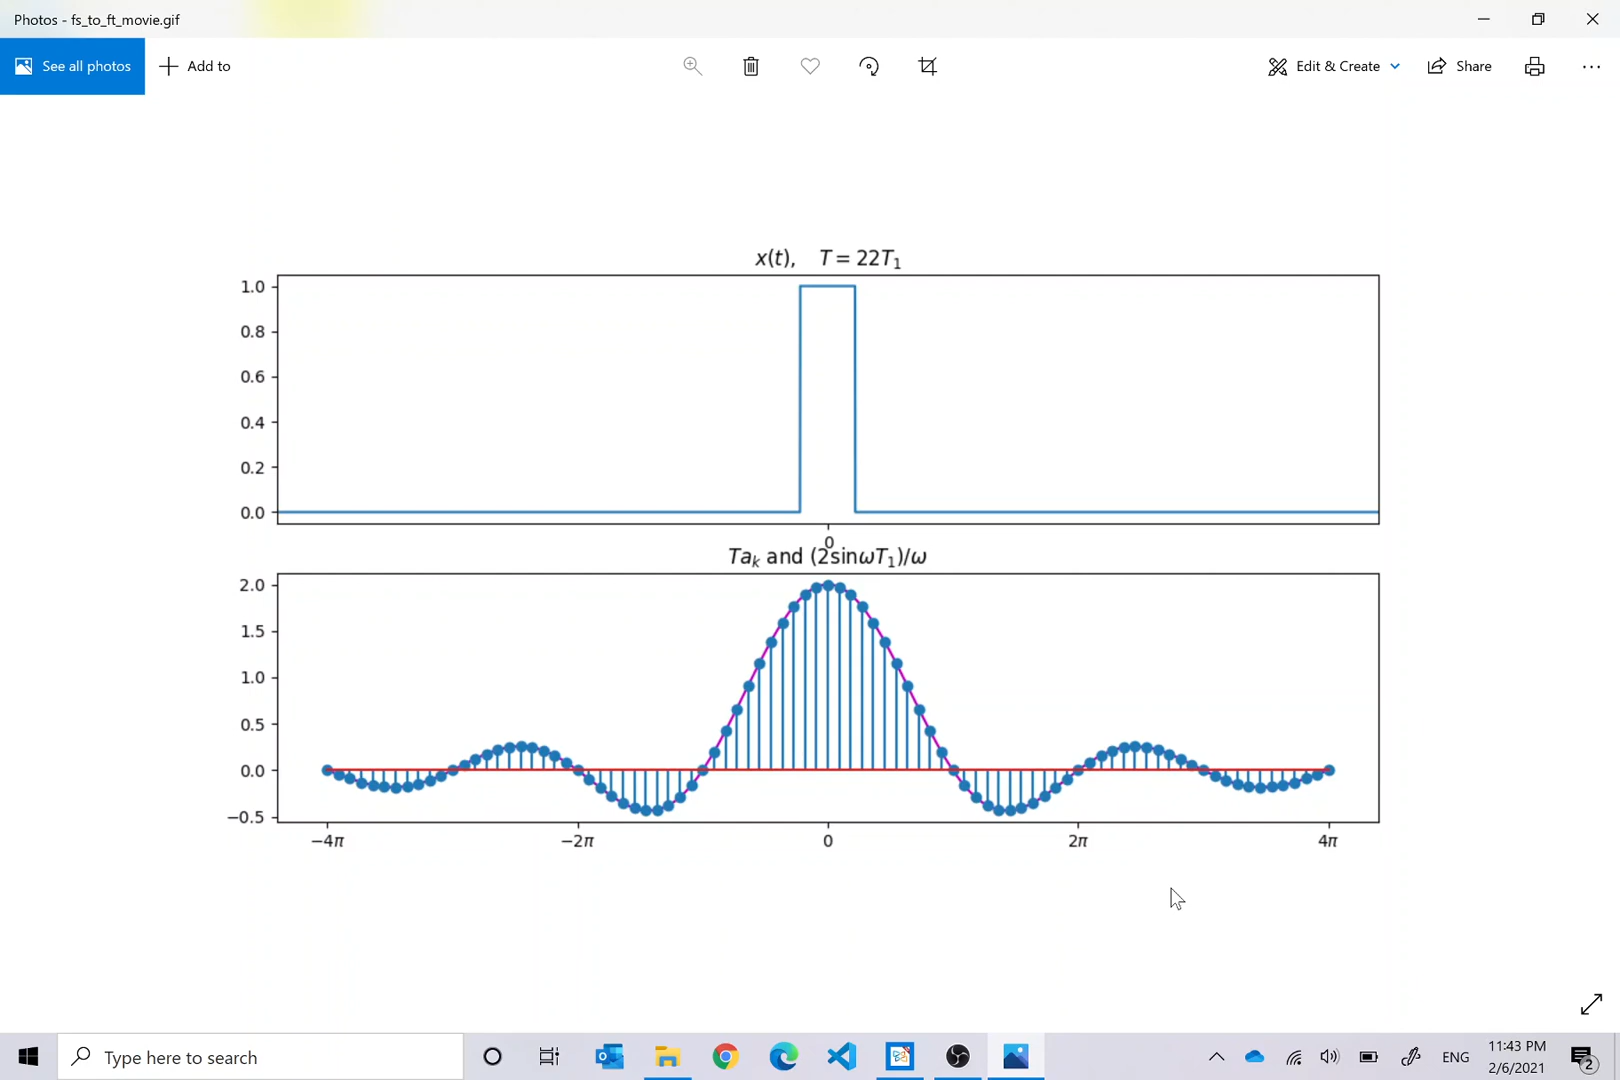 Photos - fs_to_ft_movie.gif
See all photos
Add to
Edit & Create
Share
x(t), T = 22T₁
1.0
0.8
0.6
0.4
0.2
0.0
0
Taₖ and (2sinωT₁)/ω
2.0
1.5
1.0
0.5
0.0
−0.5
−4π −2π 0 2π 4π
Type here to search
ENG
11:43 PM
2/6/2021
2